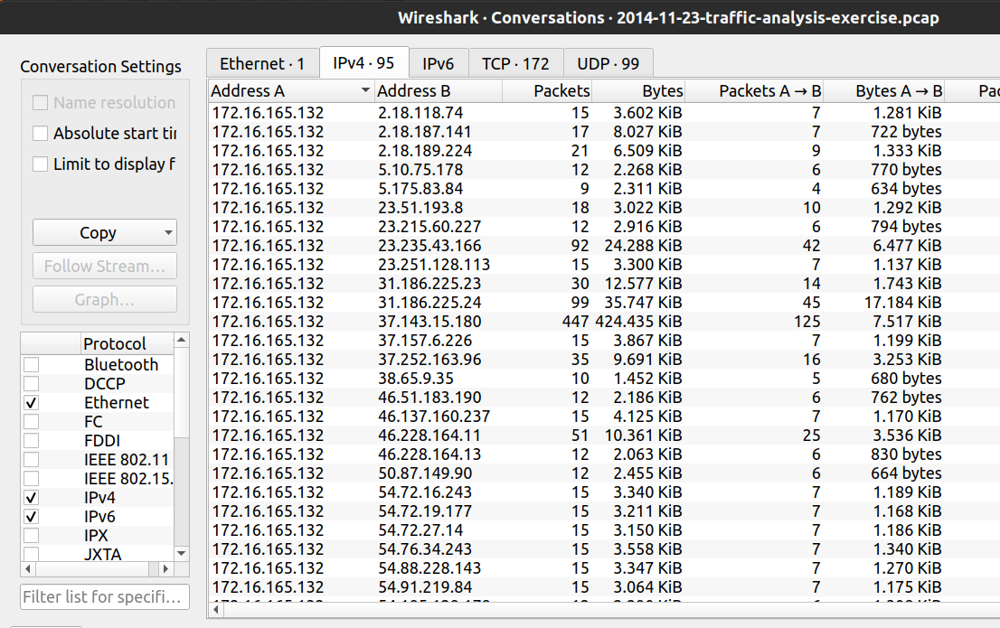 Wireshark · Conversations · 2014-11-23-traffic-analysis-exercise.pcap
Conversation Settings
Name resolution
Absolute start tir
Limit to display f
Copy
Follow Stream…
Graph…
Protocol
Bluetooth
DCCP
Ethernet
FC
FDDI
IEEE 802.11
IEEE 802.15.
IPv4
IPv6
IPX
JXTA
Filter list for specifi…
Ethernet · 1 IPv4 · 95 IPv6 TCP · 172 UDP · 99
Address A Address B Packets Bytes Packets A → B Bytes A → B Pac
172.16.165.132 2.18.118.74 15 3.602 KiB 7 1.281 KiB
172.16.165.132 2.18.187.141 17 8.027 KiB 7 722 bytes
172.16.165.132 2.18.189.224 21 6.509 KiB 9 1.333 KiB
172.16.165.132 5.10.75.178 12 2.268 KiB 6 770 bytes
172.16.165.132 5.175.83.84 9 2.311 KiB 4 634 bytes
172.16.165.132 23.51.193.8 18 3.022 KiB 10 1.292 KiB
172.16.165.132 23.215.60.227 12 2.916 KiB 6 794 bytes
172.16.165.132 23.235.43.166 92 24.288 KiB 42 6.477 KiB
172.16.165.132 23.251.128.113 15 3.300 KiB 7 1.137 KiB
172.16.165.132 31.186.225.23 30 12.577 KiB 14 1.743 KiB
172.16.165.132 31.186.225.24 99 35.747 KiB 45 17.184 KiB
172.16.165.132 37.143.15.180 447 424.435 KiB 125 7.517 KiB
172.16.165.132 37.157.6.226 15 3.867 KiB 7 1.199 KiB
172.16.165.132 37.252.163.96 35 9.691 KiB 16 3.253 KiB
172.16.165.132 38.65.9.35 10 1.452 KiB 5 680 bytes
172.16.165.132 46.51.183.190 12 2.186 KiB 6 762 bytes
172.16.165.132 46.137.160.237 15 4.125 KiB 7 1.170 KiB
172.16.165.132 46.228.164.11 51 10.361 KiB 25 3.536 KiB
172.16.165.132 46.228.164.13 12 2.063 KiB 6 830 bytes
172.16.165.132 50.87.149.90 12 2.455 KiB 6 664 bytes
172.16.165.132 54.72.16.243 15 3.340 KiB 7 1.189 KiB
172.16.165.132 54.72.19.177 15 3.211 KiB 7 1.168 KiB
172.16.165.132 54.72.27.14 15 3.150 KiB 7 1.186 KiB
172.16.165.132 54.76.34.243 15 3.558 KiB 7 1.340 KiB
172.16.165.132 54.88.228.143 15 3.347 KiB 7 1.270 KiB
172.16.165.132 54.91.219.84 15 3.064 KiB 7 1.175 KiB